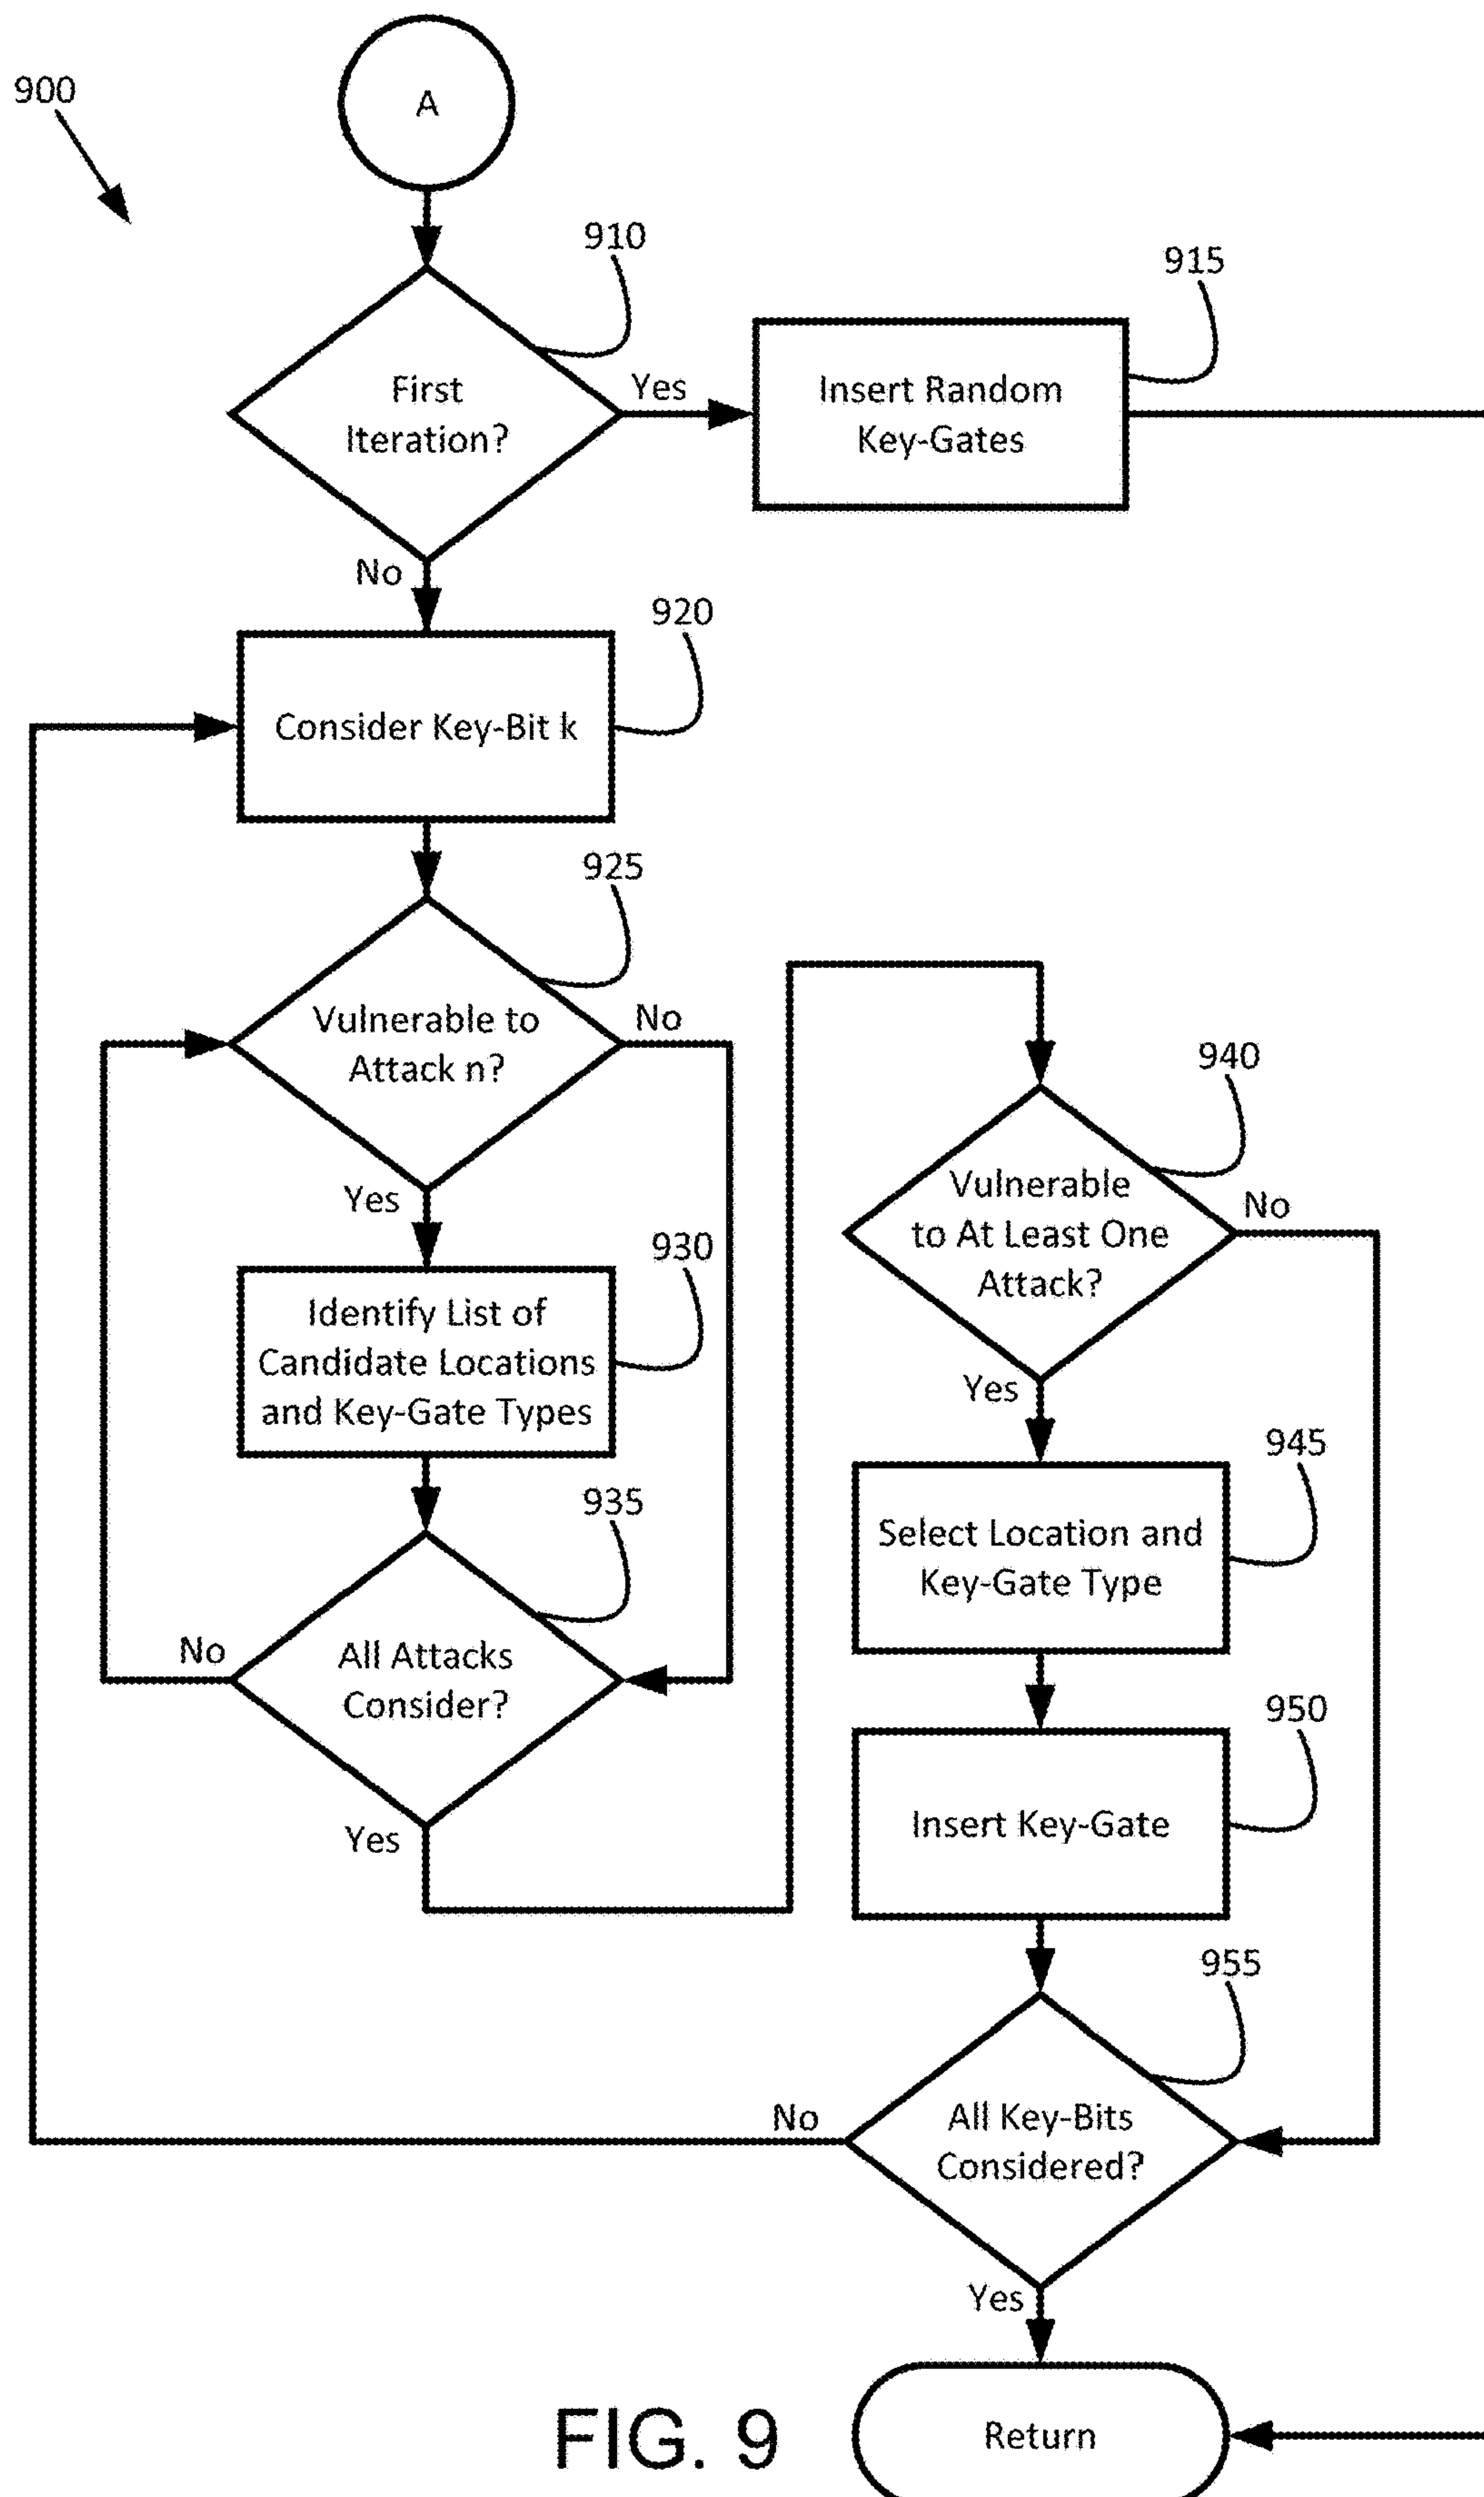 900
A
910
915
First
Iteration?
Yes
Insert Random
Key-Gates
No
920
Consider Key-Bit k
925
Vulnerable to
Attack n?
No
Yes
930
Identify List of
Candidate Locations
and Key-Gate Types
935
All Attacks
Consider?
No
Yes
940
Vulnerable
to At Least One
Attack?
No
Yes
945
Select Location and
Key-Gate Type
950
Insert Key-Gate
955
All Key-Bits
Considered?
No
Yes
Return
FIG. 9